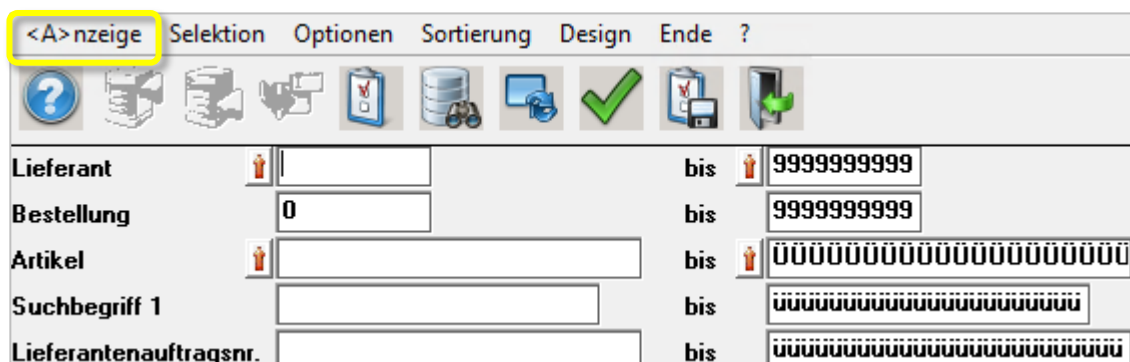 <A>nzeige Selektion Optionen Sortierung Design Ende ?
Lieferant bis 9999999999
Bestellung 0 bis 9999999999
Artikel bis ÜÜÜÜÜÜÜÜÜÜÜÜÜÜÜÜÜÜÜÜ
Suchbegriff 1 bis üüüüüüüüüüüüüüüüüüüüüü
Lieferantenauftragsnr. bis üüüüüüüüüüüüüüüüüüüüüüüüü